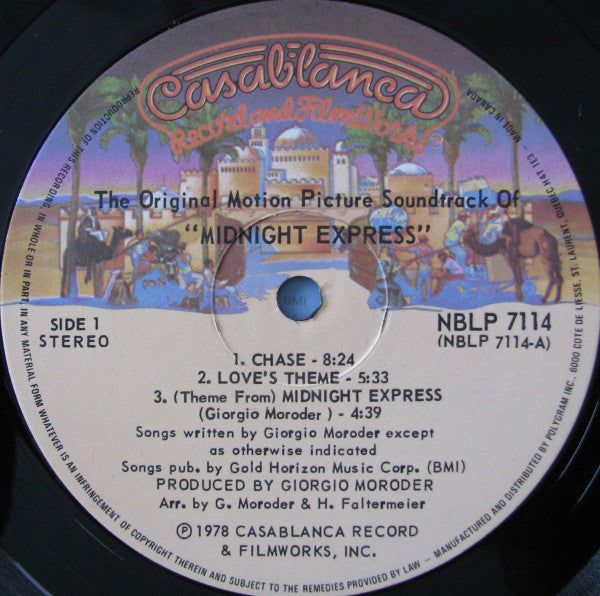 Casablanca
Record and FilmWorks
The Original Motion Picture Soundtrack Of
"MIDNIGHT EXPRESS"
SIDE 1
STEREO
BMI
NBLP 7114
(NBLP 7114-A)
1. CHASE - 8:24
2. LOVE'S THEME - 5:33
3. (Theme From) MIDNIGHT EXPRESS
(Giorgio Moroder ) - 4:39
Songs written by Giorgio Moroder except
as otherwise indicated
Songs pub. by Gold Horizon Music Corp. (BMI)
PRODUCED BY GIORGIO MORODER
Arr. by G. Moroder & H. Faltermeier
℗ 1978 CASABLANCA RECORD
& FILMWORKS, INC.
REPRODUCTION OF THIS RECORDING IN WHOLE OR IN PART IN ANY MATERIAL FORM WHATEVER IS AN INFRINGEMENT OF COPYRIGHT THEREIN AND SUBJECT TO THE REMEDIES PROVIDED BY LAW – MANUFACTURED AND DISTRIBUTED BY POLYGRAM INC., 6000 COTE DE LIESSE, ST. LAURENT, QUEBEC H4T 1E3 – MADE IN CANADA